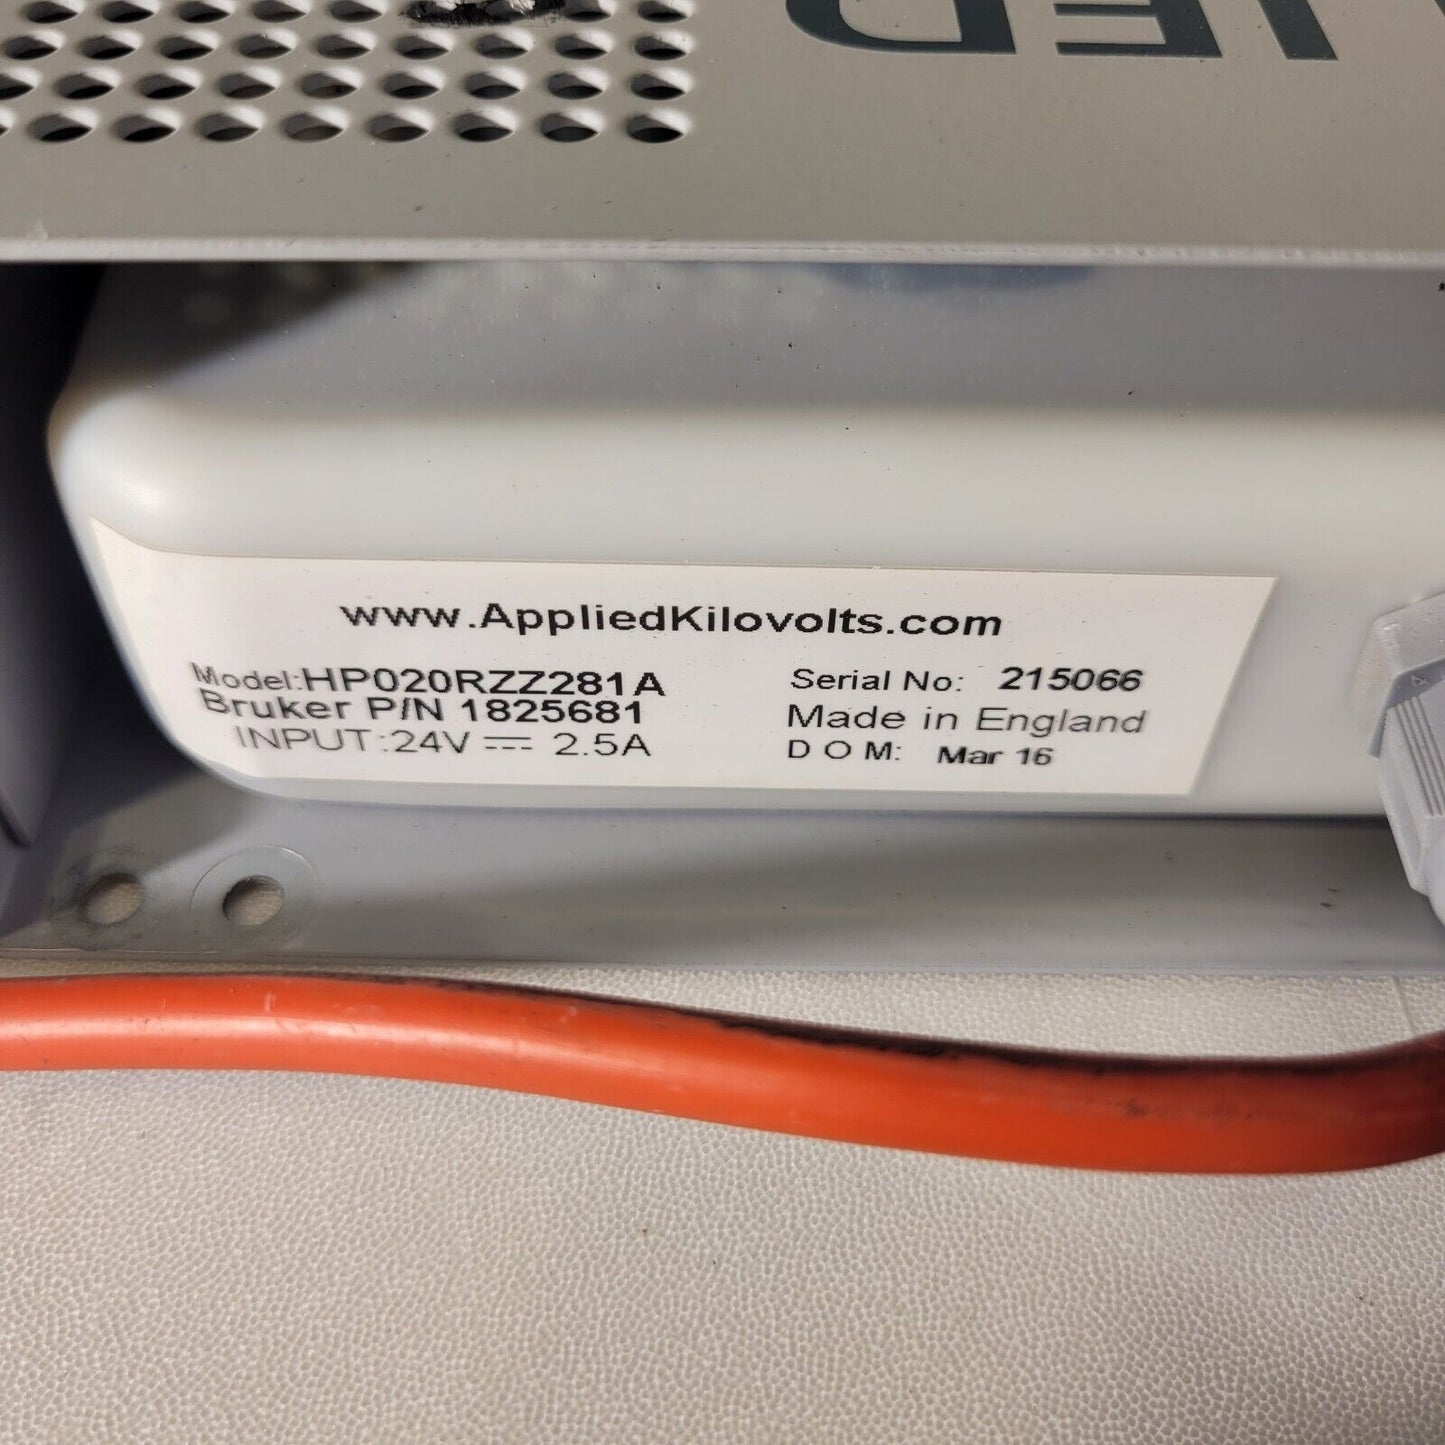 www.AppliedKilovolts.com
Model:HP020RZZ281A
Bruker P/N 1825681
INPUT:24V ⎓ 2.5A
Serial No: 215066
Made in England
D O M: Mar 16